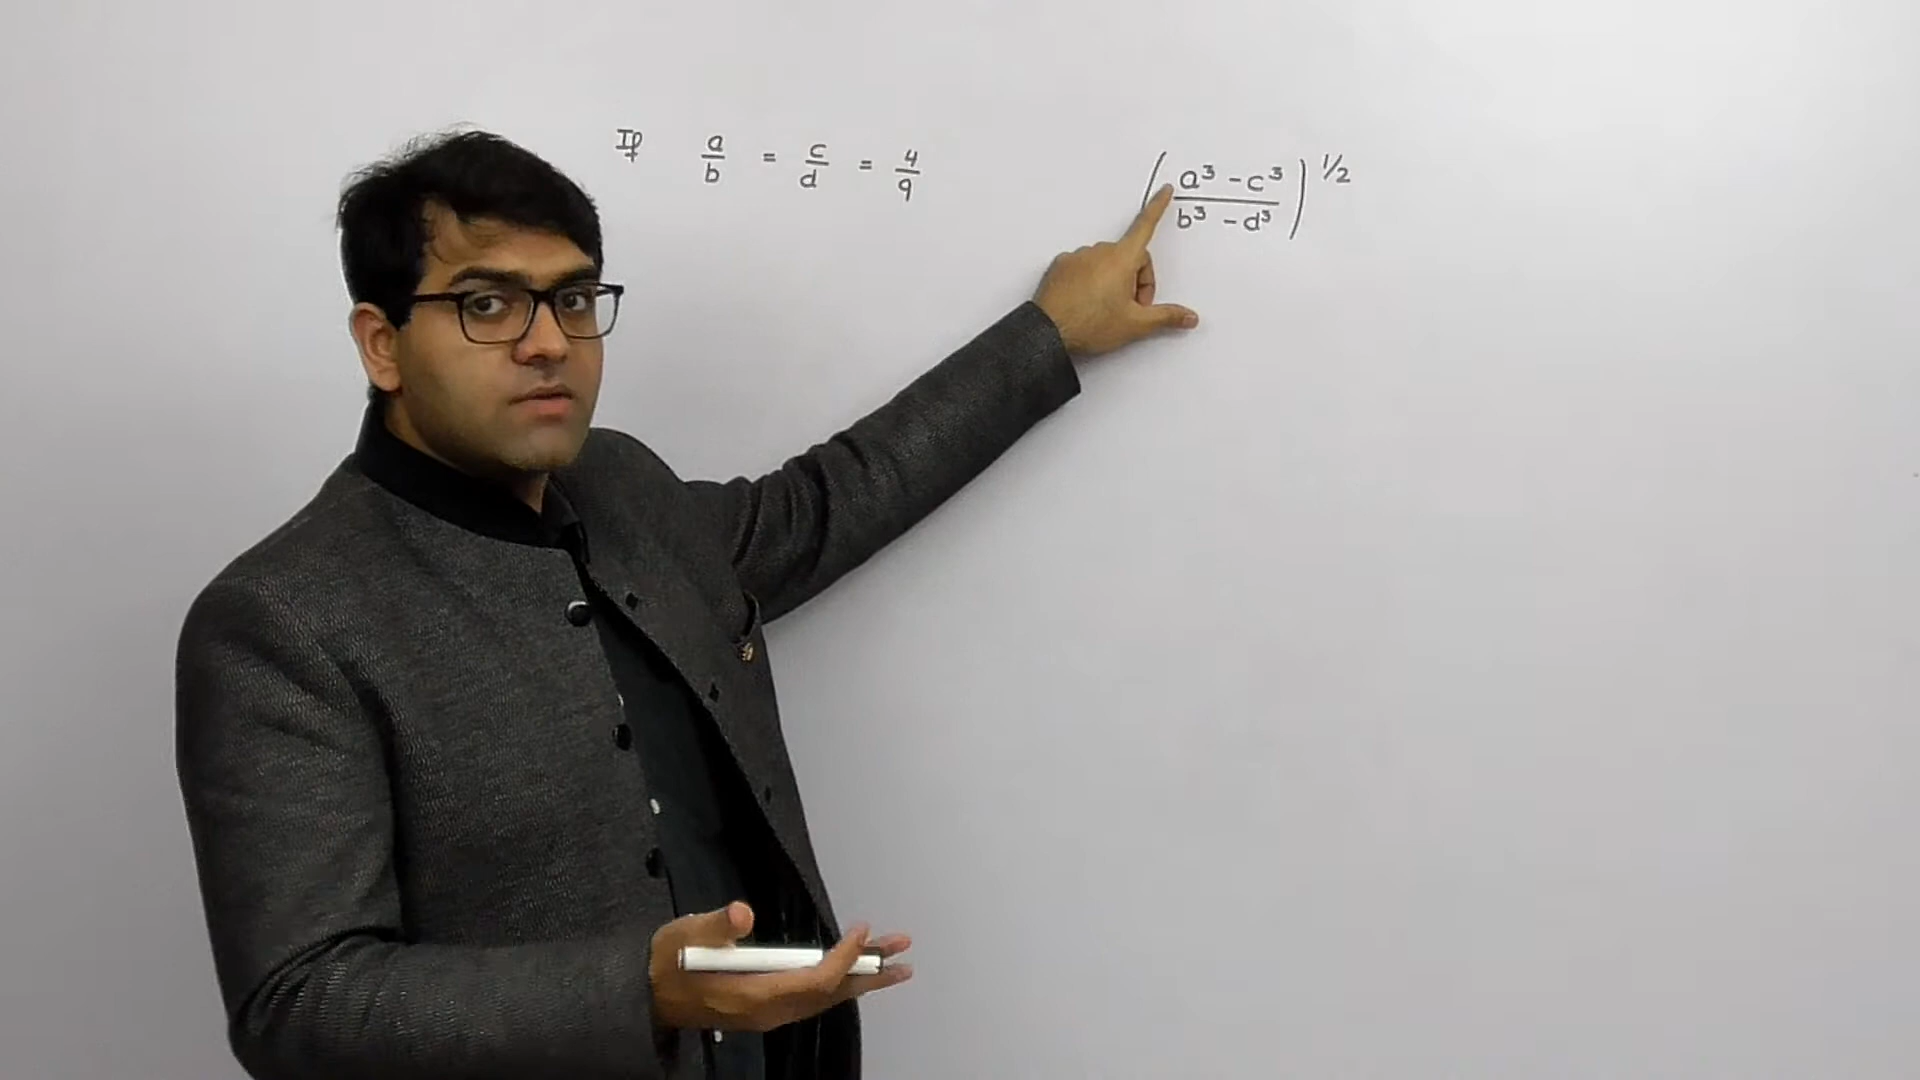 If a/b = c/d = 4/9
(a³ - c³ / b³ - d³)^1/2